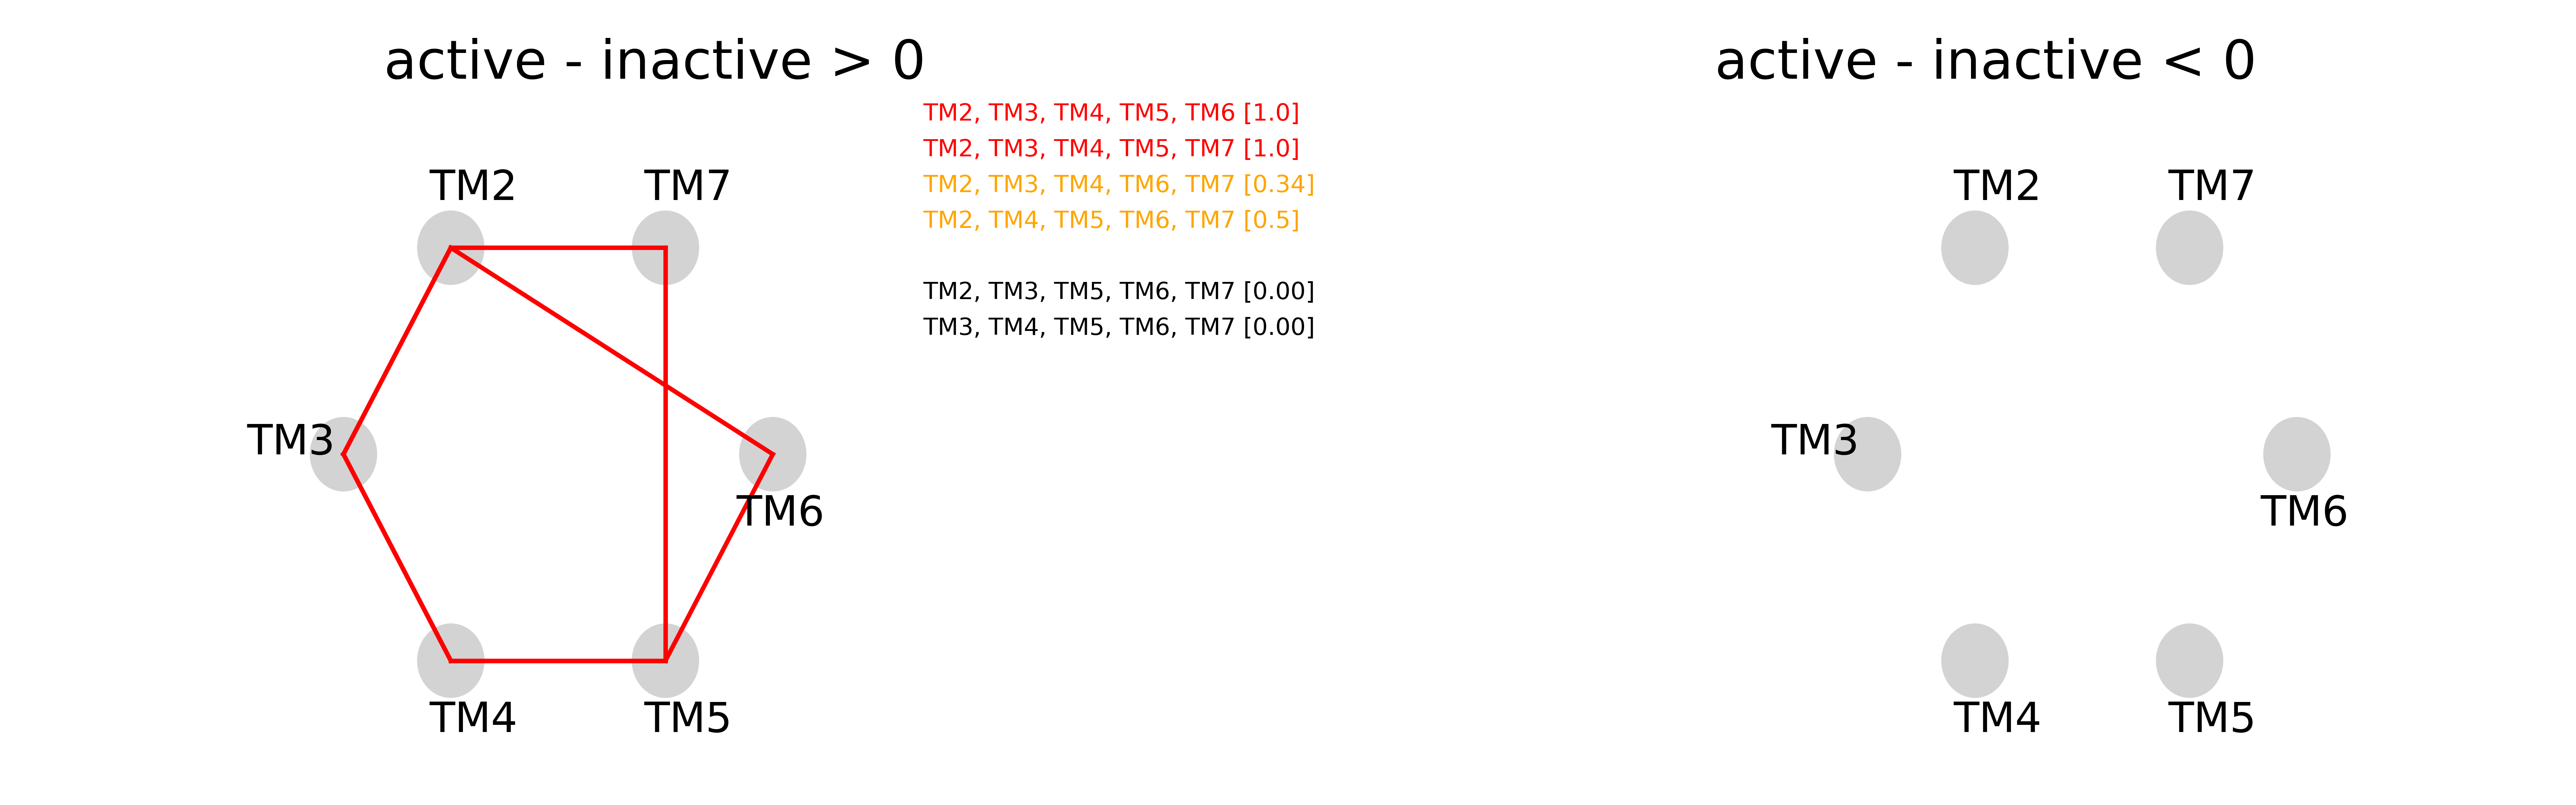 active - inactive > 0
TM2, TM3, TM4, TM5, TM6 [1.0]
TM2, TM3, TM4, TM5, TM7 [1.0]
TM2, TM3, TM4, TM6, TM7 [0.34]
TM2, TM4, TM5, TM6, TM7 [0.5]
TM2, TM3, TM5, TM6, TM7 [0.00]
TM3, TM4, TM5, TM6, TM7 [0.00]
TM2
TM7
TM3
TM6
TM4
TM5
active - inactive < 0
TM2
TM7
TM3
TM6
TM4
TM5